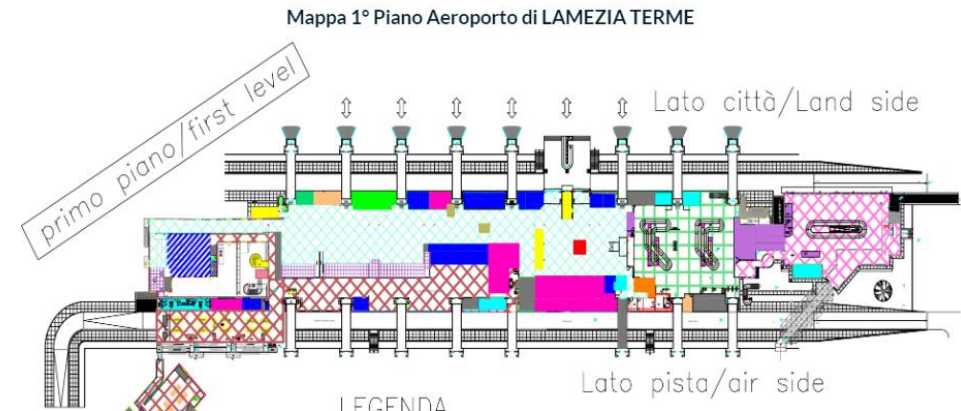 Mappa 1° Piano Aeroporto di LAMEZIA TERME
primo piano/first level
Lato città/Land side
Lato pista/air side
LEGENDA